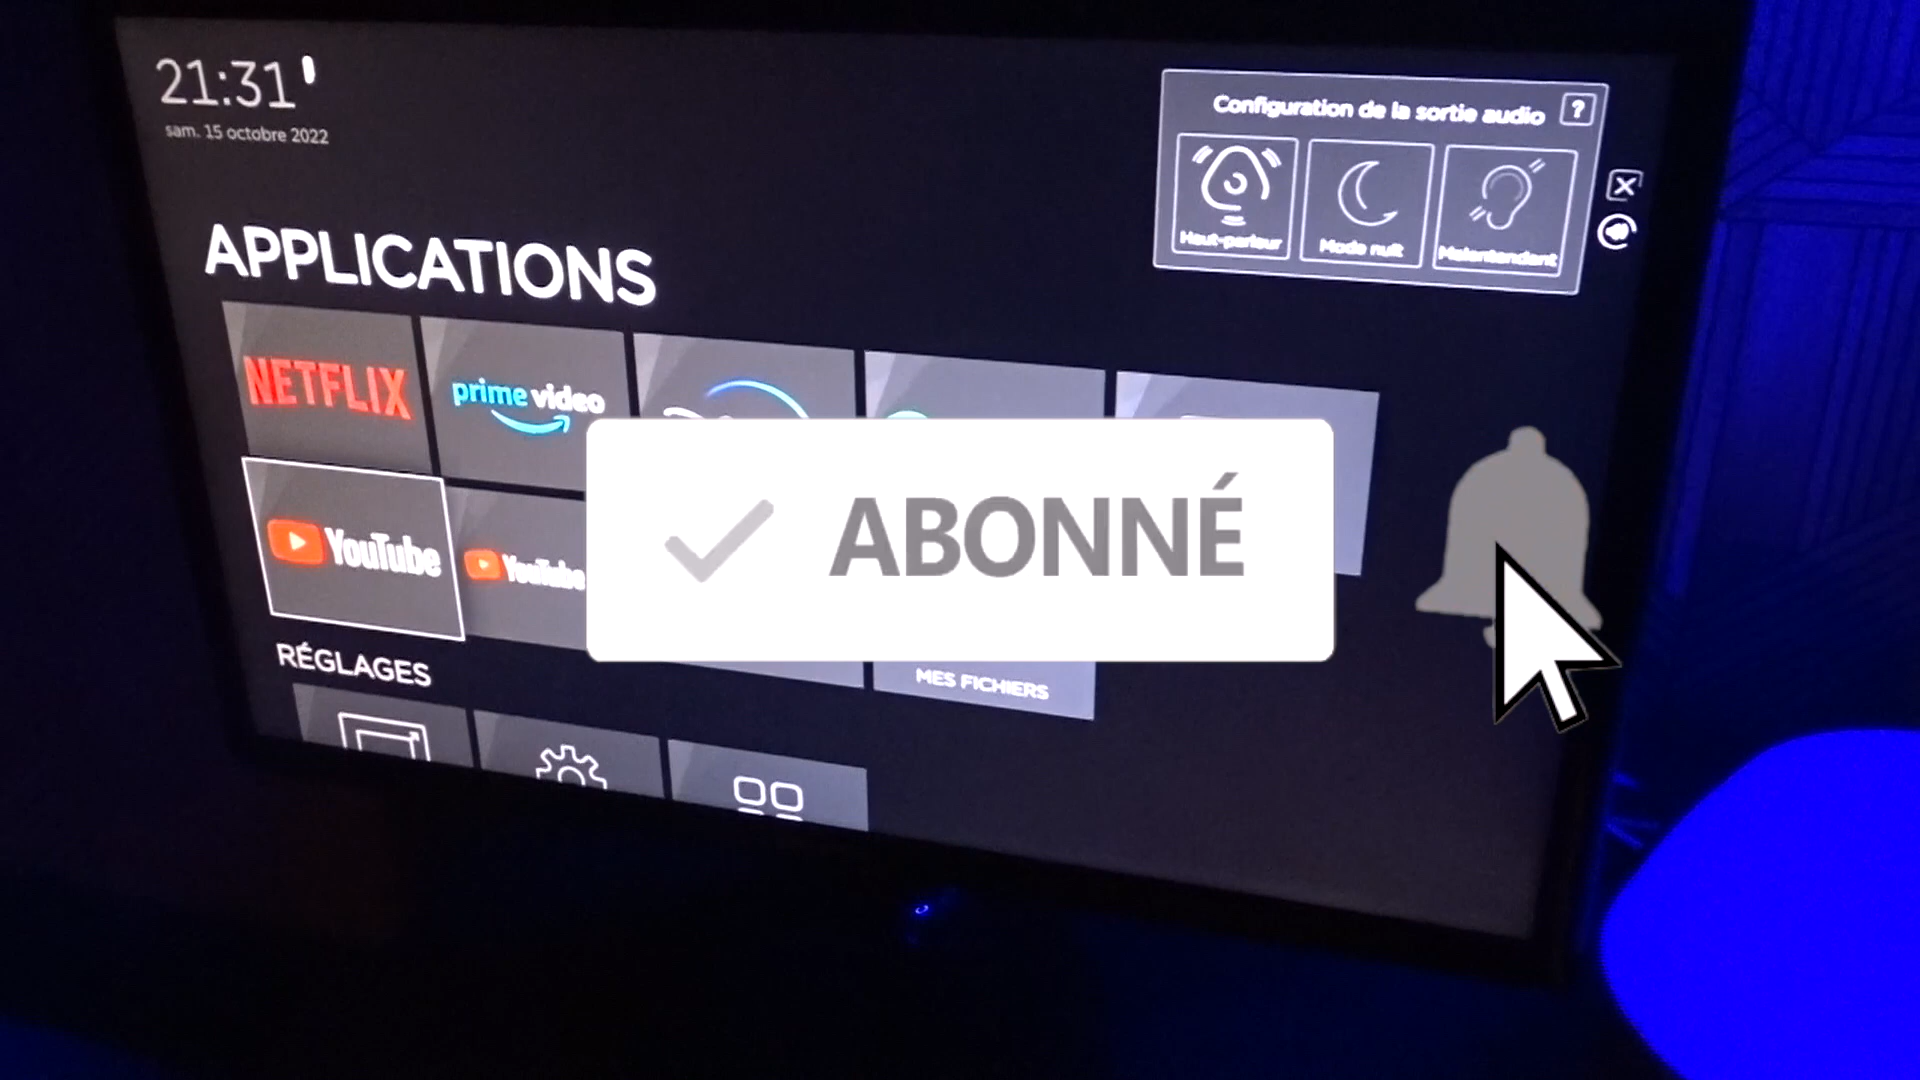 21:31
sam. 15 octobre 2022
Configuration de la sortie audio ?
Haut-parleur
Mode nuit
Malentendant
APPLICATIONS
NETFLIX
prime video
YouTube
YouTube
ABONNÉ
MES FICHIERS
RÉGLAGES